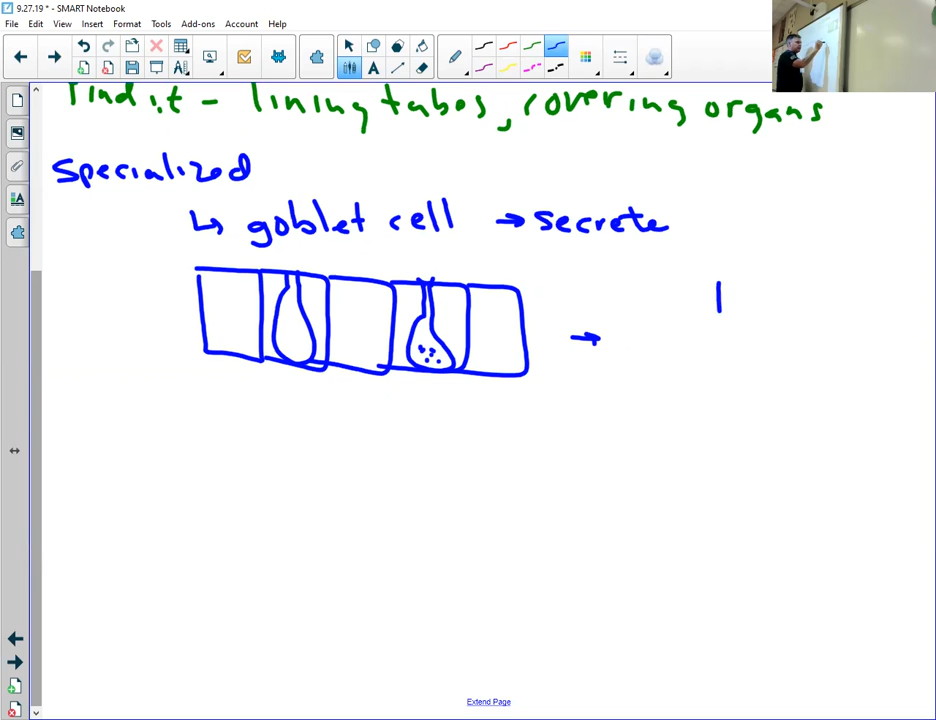 9.27.19 * - SMART Notebook
File Edit View Insert Format Tools Add-ons Account Help
find it - lining tubes, covering organs
specialized
↳ goblet cell → secrete
→
Extend Page